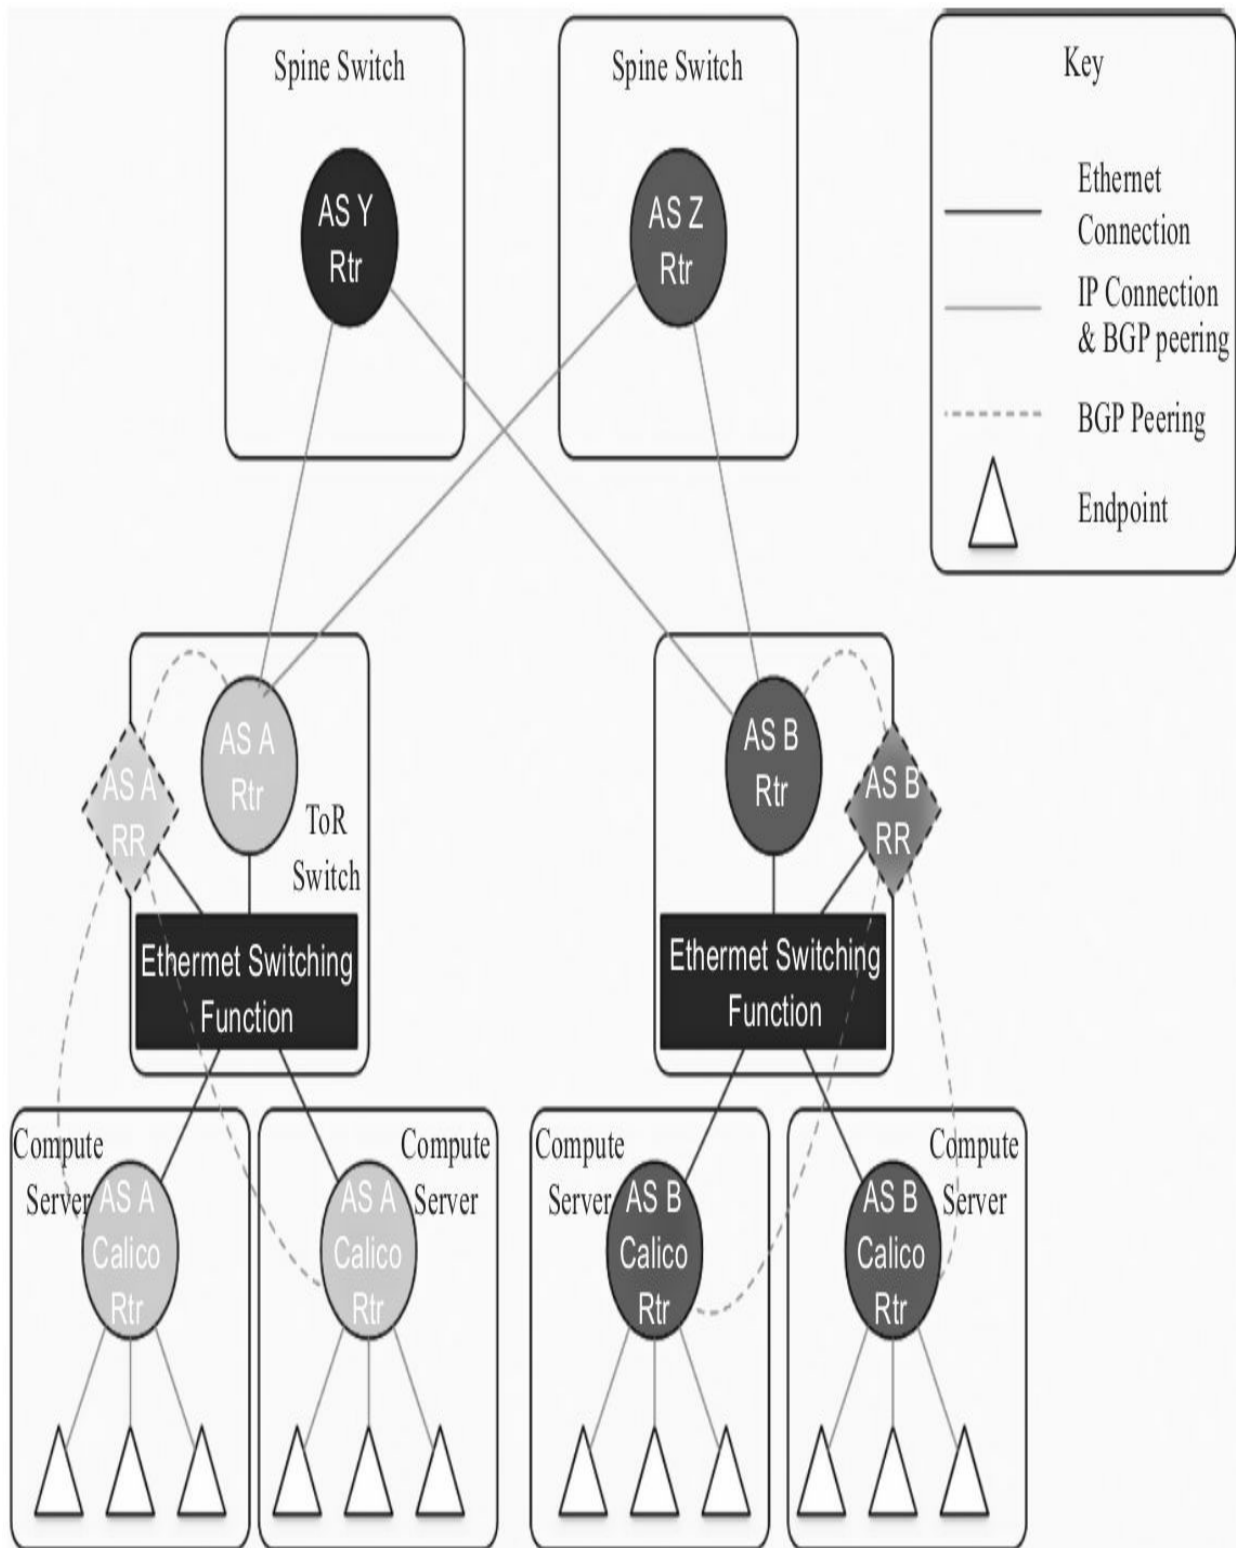 Spine Switch
AS Y
Rtr
Spine Switch
AS Z
Rtr
Key
Ethernet
Connection
IP Connection
& BGP peering
BGP Peering
Endpoint
AS A
RR
AS A
Rtr
ToR
Switch
Ethermet Switching
Function
AS B
Rtr
AS B
RR
Ethermet Switching
Function
Compute
Server
AS A
Calico
Rtr
Compute
Server
AS A
Calico
Rtr
Compute
Server
AS B
Calico
Rtr
Compute
Server
AS B
Calico
Rtr